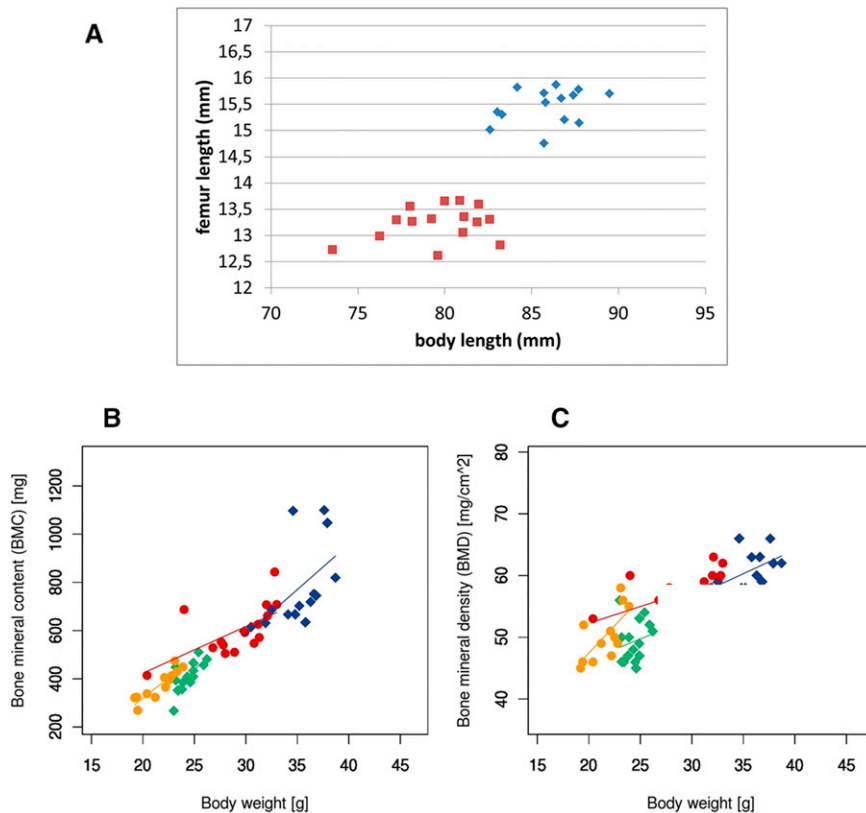 A
femur length (mm)
17
16,5
16
15,5
15
14,5
14
13,5
13
12,5
12
70 75 80 85 90 95
body length (mm)
B
Bone mineral content (BMC) [mg]
1200
1000
800
600
400
200
15 20 25 30 35 40 45
Body weight [g]
C
Bone mineral density (BMD) [mg/cm^2]
80
70
60
50
40
15 20 25 30 35 40 45
Body weight [g]